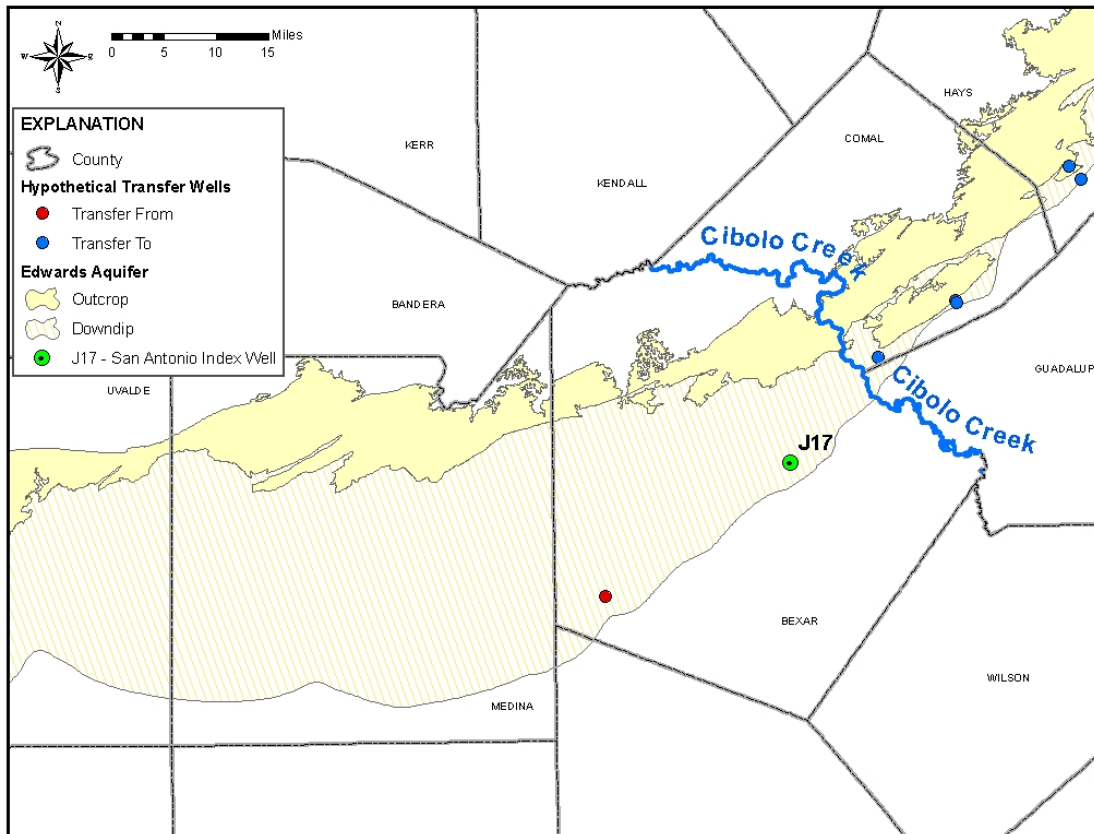 N
W E
S
Miles
0 5 10 15
EXPLANATION
County
Hypothetical Transfer Wells
Transfer From
Transfer To
Edwards Aquifer
Outcrop
Downdip
J17 - San Antonio Index Well
HAYS
COMAL
KERR
KENDALL
Cibolo Creek
BANDERA
GUADALUP
UVALDE
Cibolo Creek
J17
BEXAR
WILSON
MEDINA